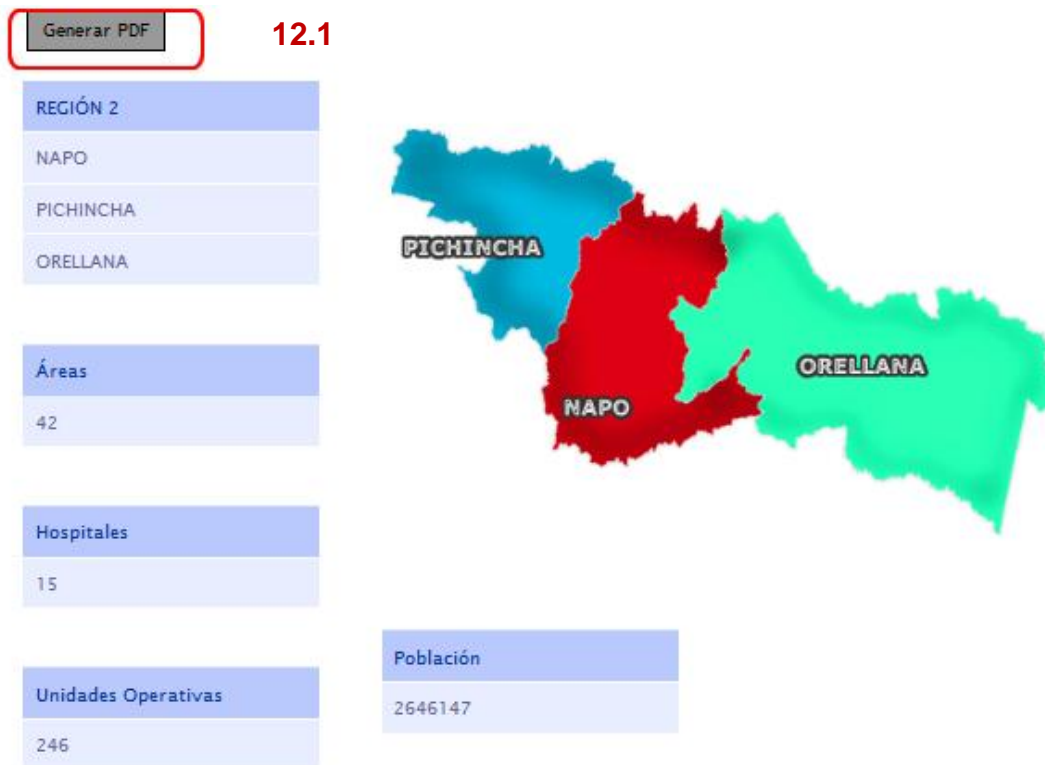 Generar PDF
12.1
REGIÓN 2
NAPO
PICHINCHA
ORELLANA
PICHINCHA
ORELLANA
NAPO
Áreas
42
Hospitales
15
Población
2646147
Unidades Operativas
246